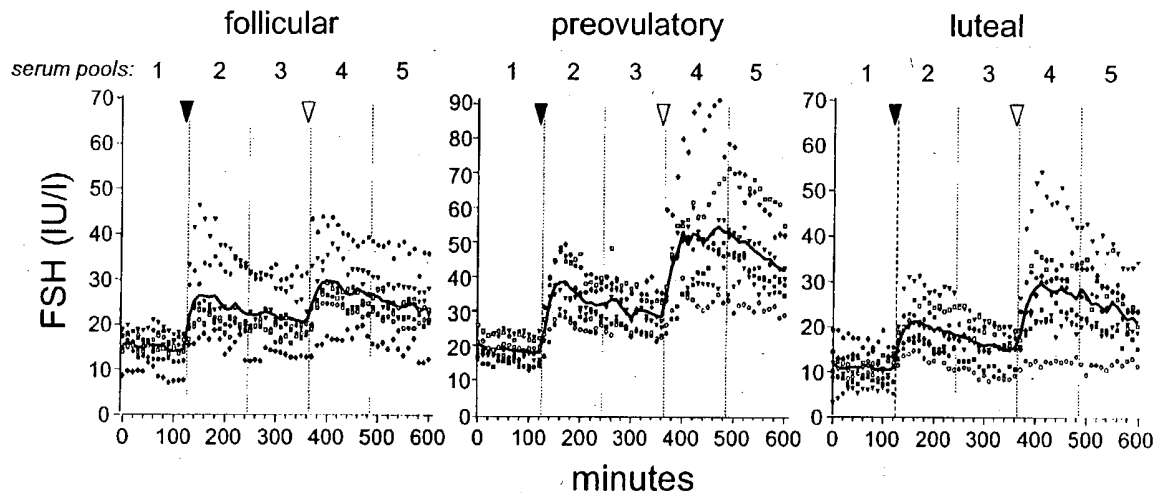 follicular preovulatory luteal
serum pools: 1 2 3 4 5 1 2 3 4 5 1 2 3 4 5
FSH (IU/l)
70 60 50 40 30 20 10 0
90 80 70 60 50 40 30 20 10 0
70 60 50 40 30 20 10 0
0 100 200 300 400 500 600 0 100 200 300 400 500 600 0 100 200 300 400 500 600
minutes